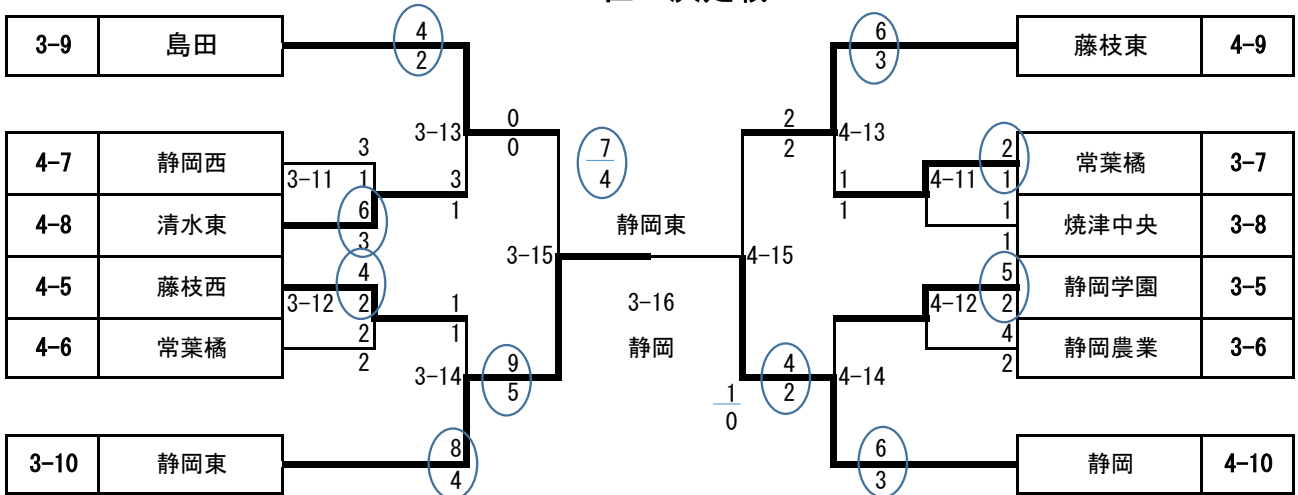 3-9 島田 4 6 藤枝東 4-9
2 3
0 2
3-13 0 2 4-13
4-7 静岡西 3 7 2 常葉橘 3-7
3-11 1 3 4 1 4-11 1
4-8 清水東 6 1 1 1 焼津中央 3-8
3 静岡東 1
3-15 4-15
4-5 藤枝西 4 5 静岡学園 3-5
3-12 2 1 3-16 4-12 2
4-6 常葉橘 2 1 静岡 4 静岡農業 3-6
2 2
3-14 9 4 4-14
5 1 2
0
3-10 静岡東 8 6 静岡 4-10
4 3